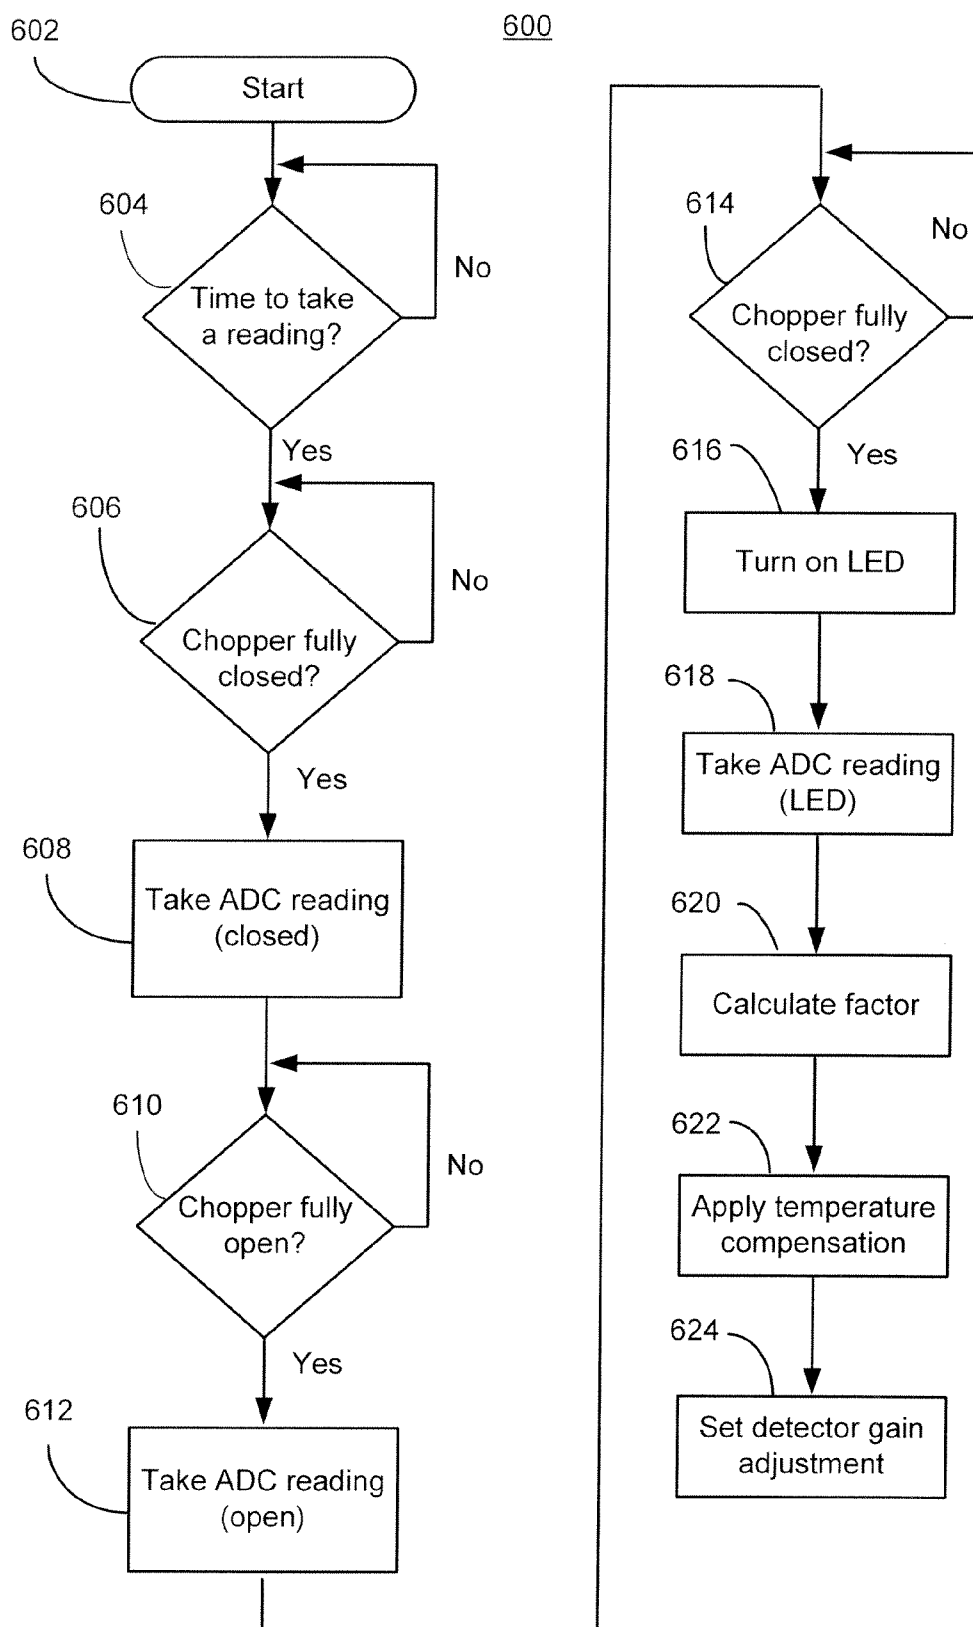 600
602
Start
604
Time to take
a reading?
No
Yes
606
Chopper fully
closed?
No
Yes
608
Take ADC reading
(closed)
610
Chopper fully
open?
No
Yes
612
Take ADC reading
(open)
614
Chopper fully
closed?
No
Yes
616
Turn on LED
618
Take ADC reading
(LED)
620
Calculate factor
622
Apply temperature
compensation
624
Set detector gain
adjustment